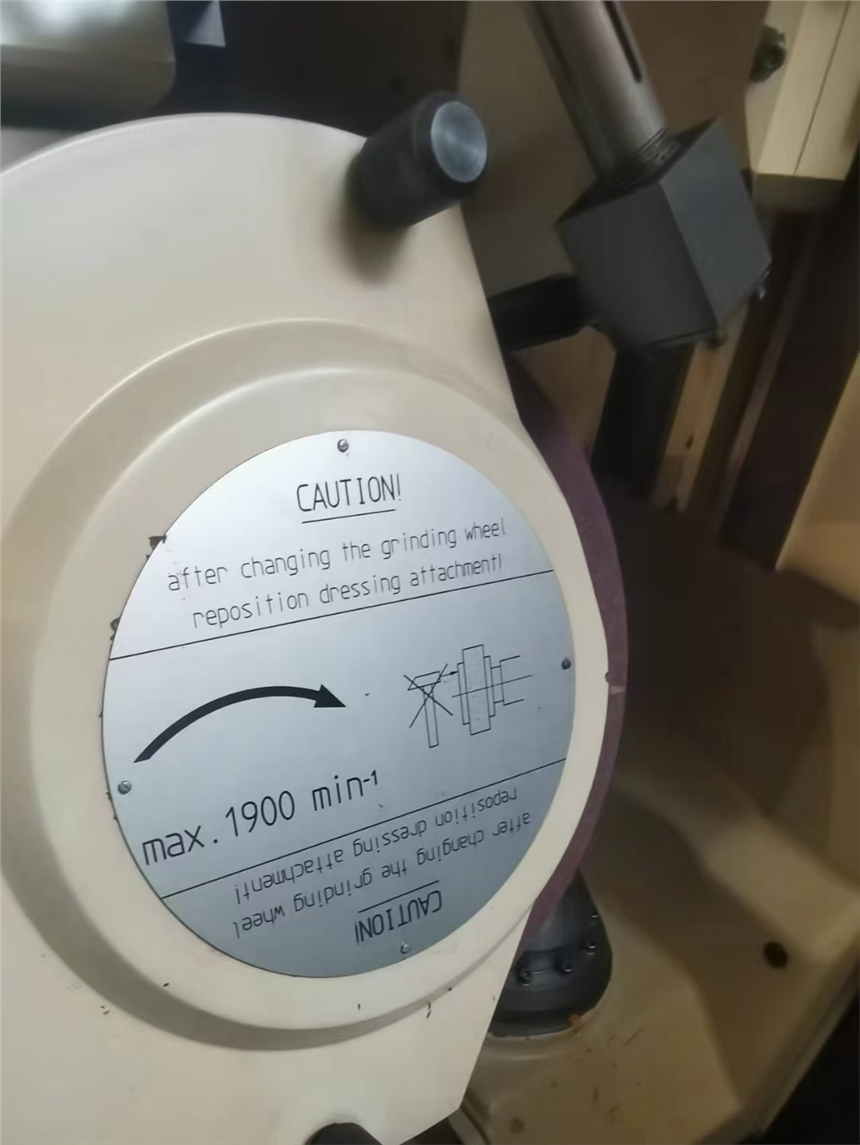 CAUTION!
after changing the grinding wheel
reposition dressing attachment!
max. 1900 min-¹
CAUTION!
after changing the grinding wheel
reposition dressing attachment!